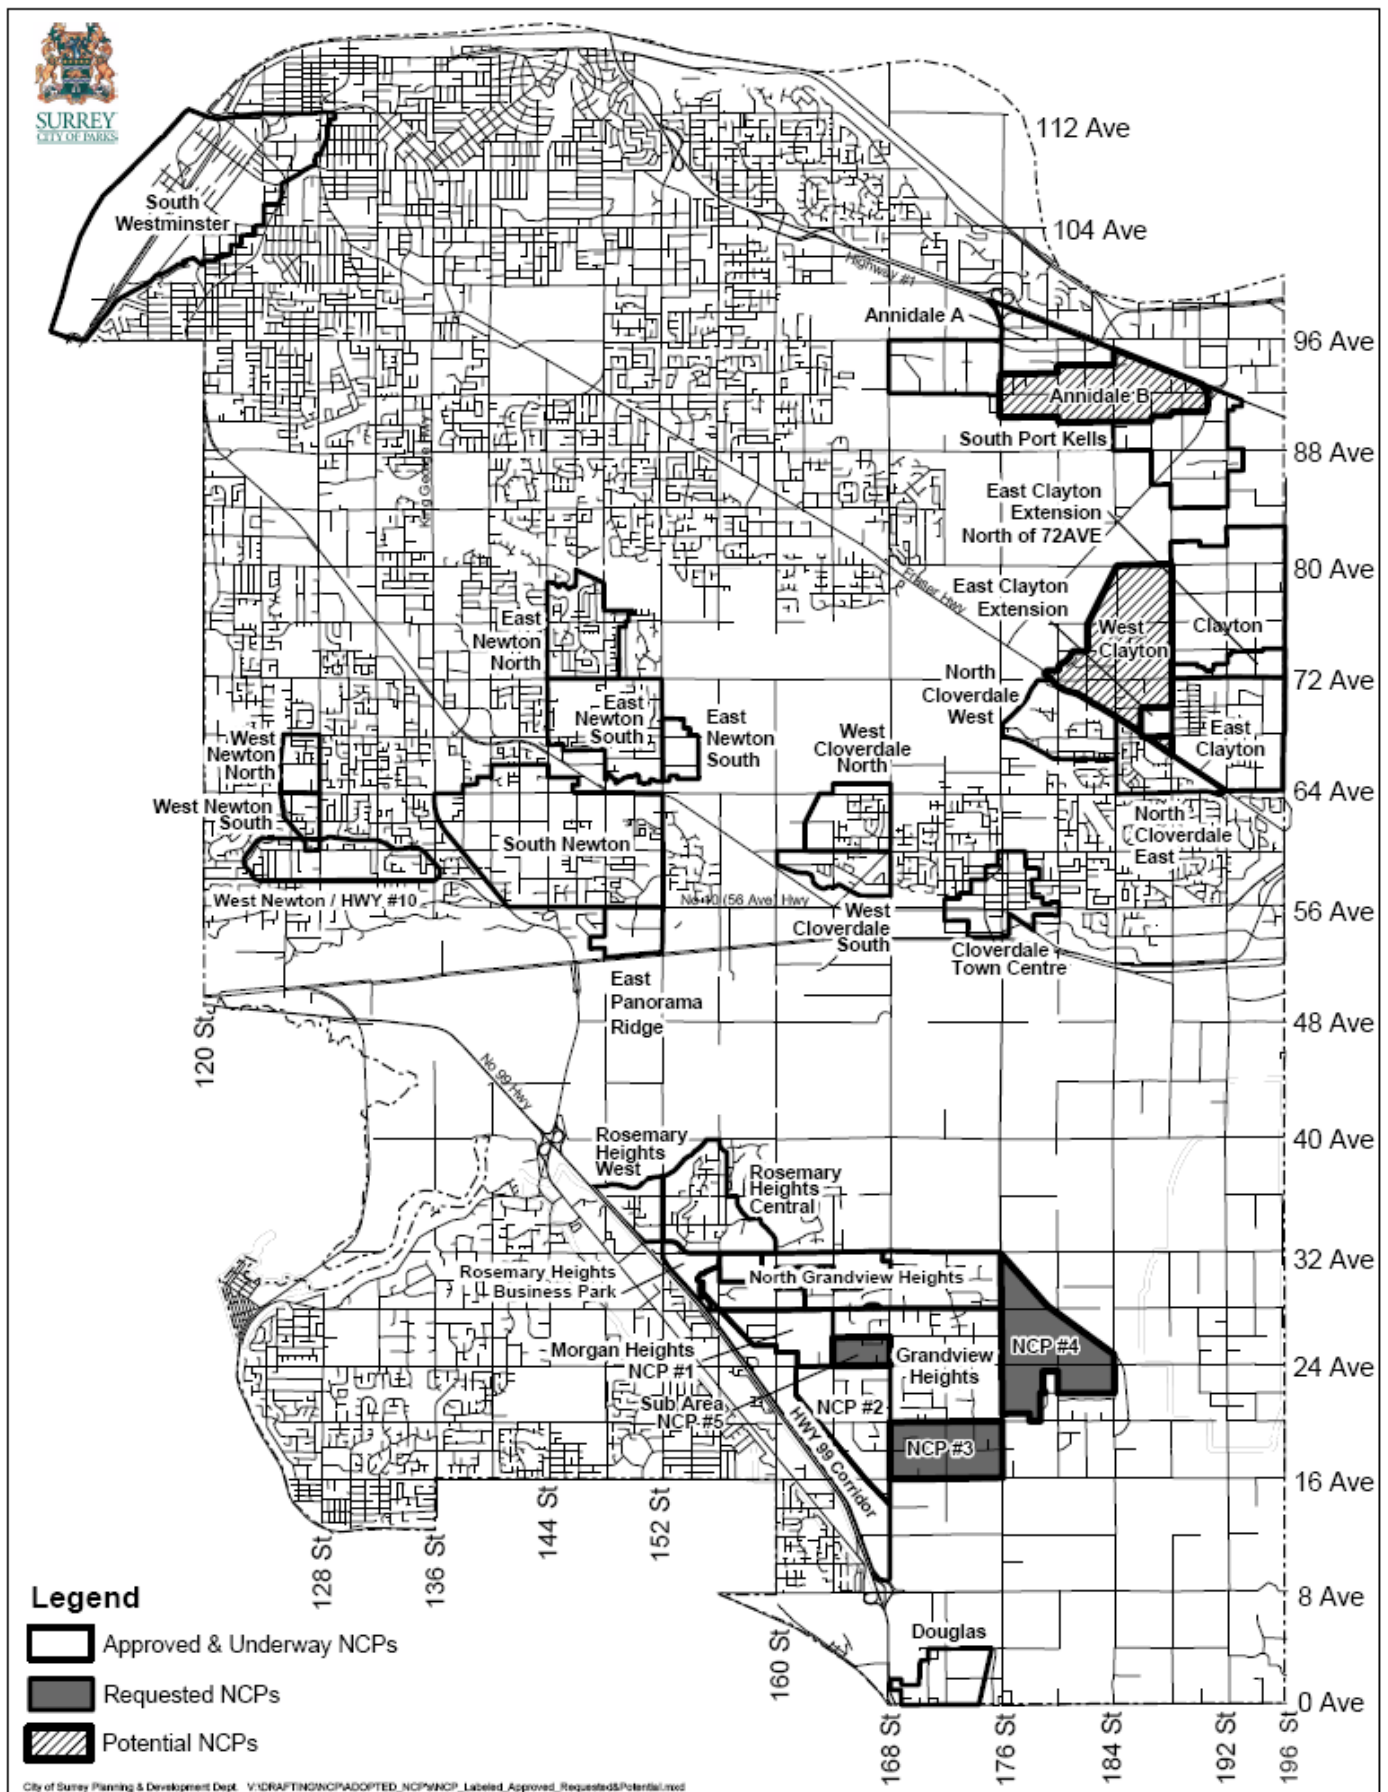 SURREY
CITY OF PARKS
112 Ave
South
Westminster
104 Ave
Highway #1
Annidale A
96 Ave
Annidale B
King George HWY
South Port Kells
88 Ave
East Clayton
Extension
North of 72AVE
Fraser Hwy
80 Ave
East Clayton
Extension
East
Newton
North
West
Clayton
Clayton
North
Cloverdale
West
72 Ave
East
Newton
South
East
Newton
South
West
Cloverdale
North
East
Clayton
West
Newton
North
64 Ave
West Newton
South
North
Cloverdale
East
South Newton
West Newton / HWY #10
No 10 (56 Ave) Hwy
56 Ave
West
Cloverdale
South
Cloverdale
Town Centre
East
Panorama
Ridge
120 St
48 Ave
No 99 Hwy
40 Ave
Rosemary
Heights
West
Rosemary
Heights
Central
32 Ave
Rosemary Heights
Business Park
North Grandview Heights
Morgan Heights
NCP #1
Grandview
Heights
NCP #4
24 Ave
Sub Area
NCP #5
NCP #2
HWY 99 Corridor
NCP #3
16 Ave
144 St
152 St
128 St
136 St
8 Ave
160 St
Douglas
0 Ave
168 St
176 St
184 St
192 St
196 St
Legend
Approved & Underway NCPs
Requested NCPs
Potential NCPs
City of Surrey Planning & Development Dept. V:\DRAFTING\NCP\ADOPTED_NCP's\NCP_Labeled_Approved_Requested&Potential.mxd